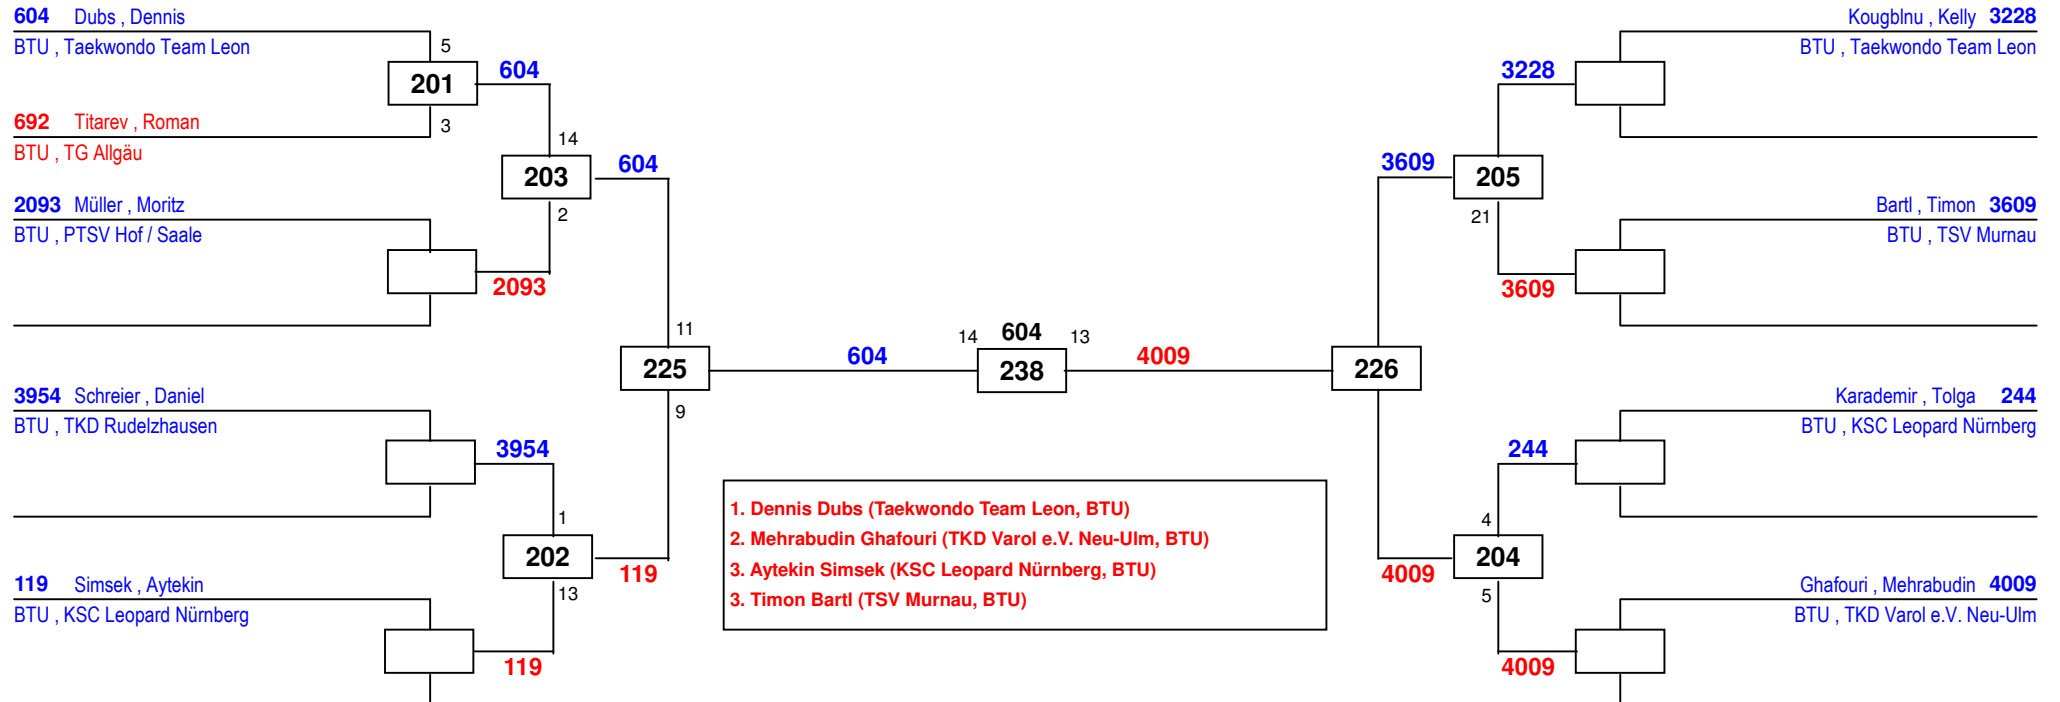 604 Dubs , Dennis
BTU , Taekwondo Team Leon
5
201
604
692 Titarev , Roman
BTU , TG Allgäu
3
14
203
604
2093 Müller , Moritz
BTU , PTSV Hof / Saale
2
2093
11
225
604
9
3954 Schreier , Daniel
BTU , TKD Rudelzhausen
3954
1
202
119
13
119 Simsek , Aytekin
BTU , KSC Leopard Nürnberg
119
14 604 13
238
4009
1. Dennis Dubs (Taekwondo Team Leon, BTU)
2. Mehrabudin Ghafouri (TKD Varol e.V. Neu-Ulm, BTU)
3. Aytekin Simsek (KSC Leopard Nürnberg, BTU)
3. Timon Bartl (TSV Murnau, BTU)
Kougblnu , Kelly 3228
BTU , Taekwondo Team Leon
3228
3609
205
21
Bartl , Timon 3609
BTU , TSV Murnau
3609
226
Karademir , Tolga 244
BTU , KSC Leopard Nürnberg
244
4
204
4009
5
Ghafouri , Mehrabudin 4009
BTU , TKD Varol e.V. Neu-Ulm
4009